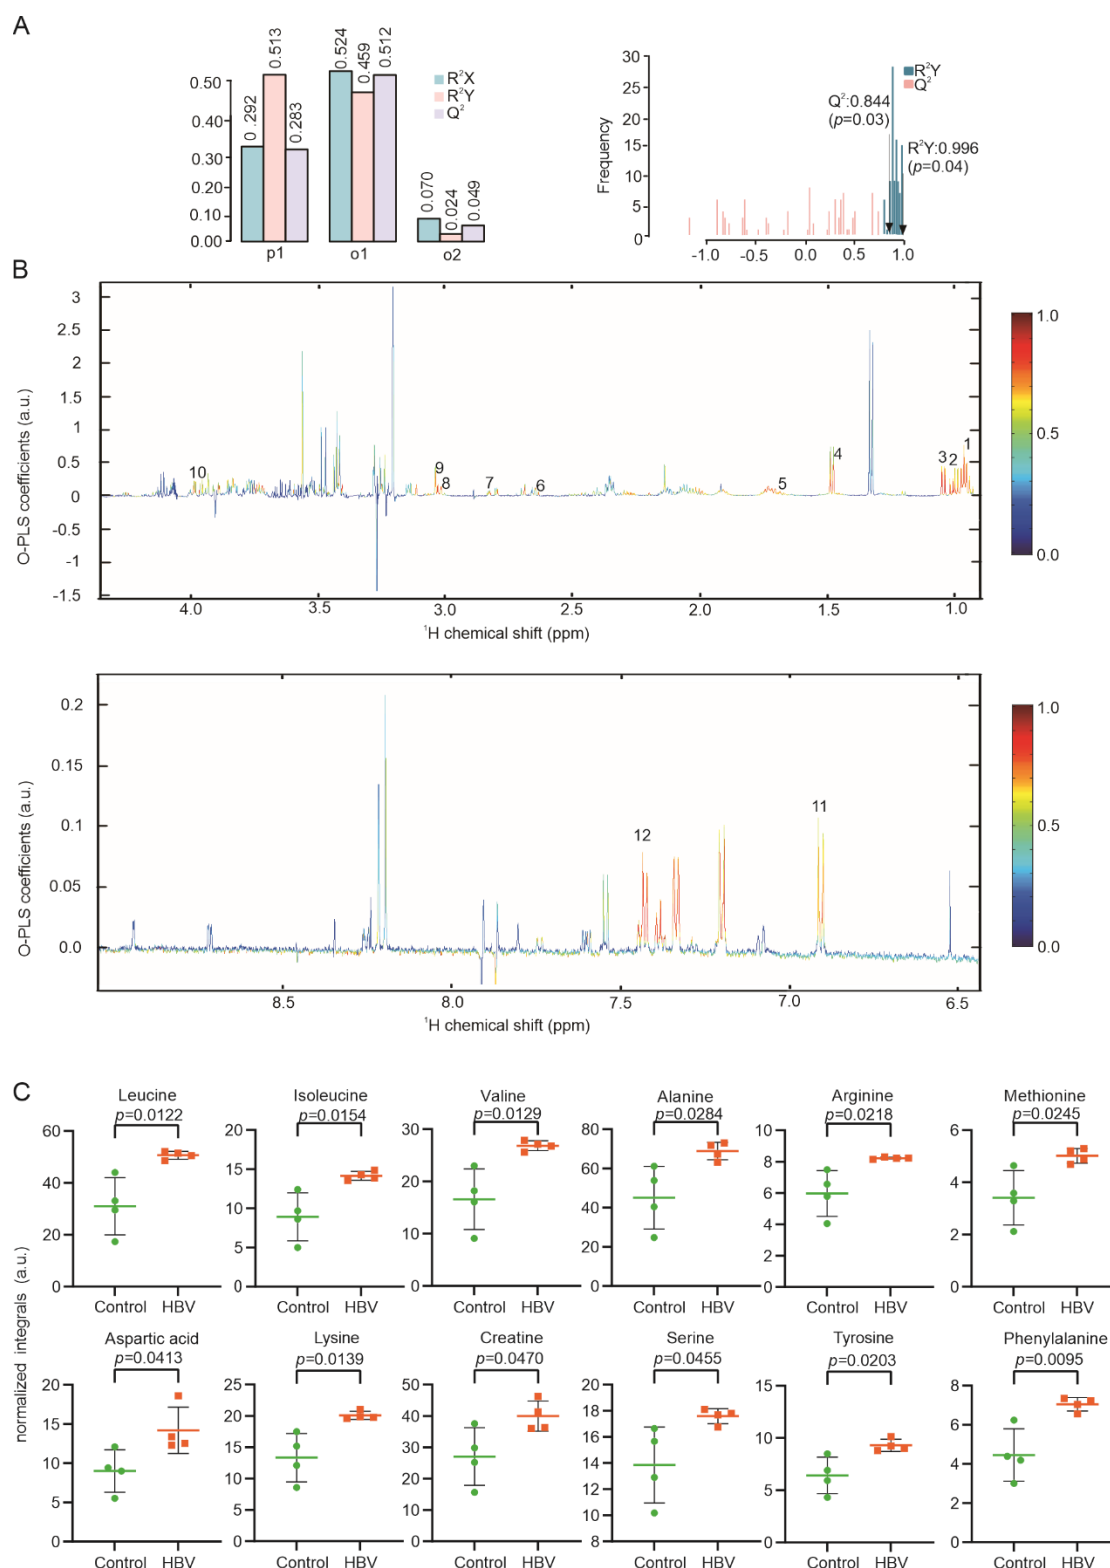 A
0.292
0.513
0.283
0.524
0.459
0.512
0.070
0.024
0.049
0.50
0.40
0.30
0.10
0.00
p1
o1
o2
R²X
R²Y
Q²
Frequency
30
25
20
15
10
5
0
-1.0
-0.5
0.0
0.5
1.0
Q²:0.844
(p=0.03)
R²Y:0.996
(p=0.04)
R²Y
Q²
B
O-PLS coefficients (a.u.)
3
2.5
2
1.5
1
0.5
0
-0.5
-1
-1.5
10
9
8
7
6
5
4
3
2
1
4.0
3.5
3.0
2.5
2
1.5
1.0
¹H chemical shift (ppm)
1.0
0.5
0.0
O-PLS coefficients (a.u.)
0.2
0.15
0.1
0.05
0.0
12
11
8.5
8.0
7.5
7.0
6.5
¹H chemical shift (ppm)
1.0
0.5
0.0
C
normalized integrals (a.u.)
Leucine
p=0.0122
60
40
20
0
Control HBV
Isoleucine
p=0.0154
20
15
10
5
0
Control HBV
Valine
p=0.0129
30
20
10
0
Control HBV
Alanine
p=0.0284
80
60
40
20
0
Control HBV
Arginine
p=0.0218
10
8
6
4
2
Control HBV
Methionine
p=0.0245
6
4
2
0
Control HBV
Aspartic acid
p=0.0413
20
15
10
5
0
Control HBV
Lysine
p=0.0139
25
20
15
10
5
0
Control HBV
Creatine
p=0.0470
60
40
30
20
10
0
Control HBV
Serine
p=0.0455
20
18
16
14
12
10
8
Control HBV
Tyrosine
p=0.0203
15
10
5
0
Control HBV
Phenylalanine
p=0.0095
8
6
4
2
0
Control HBV